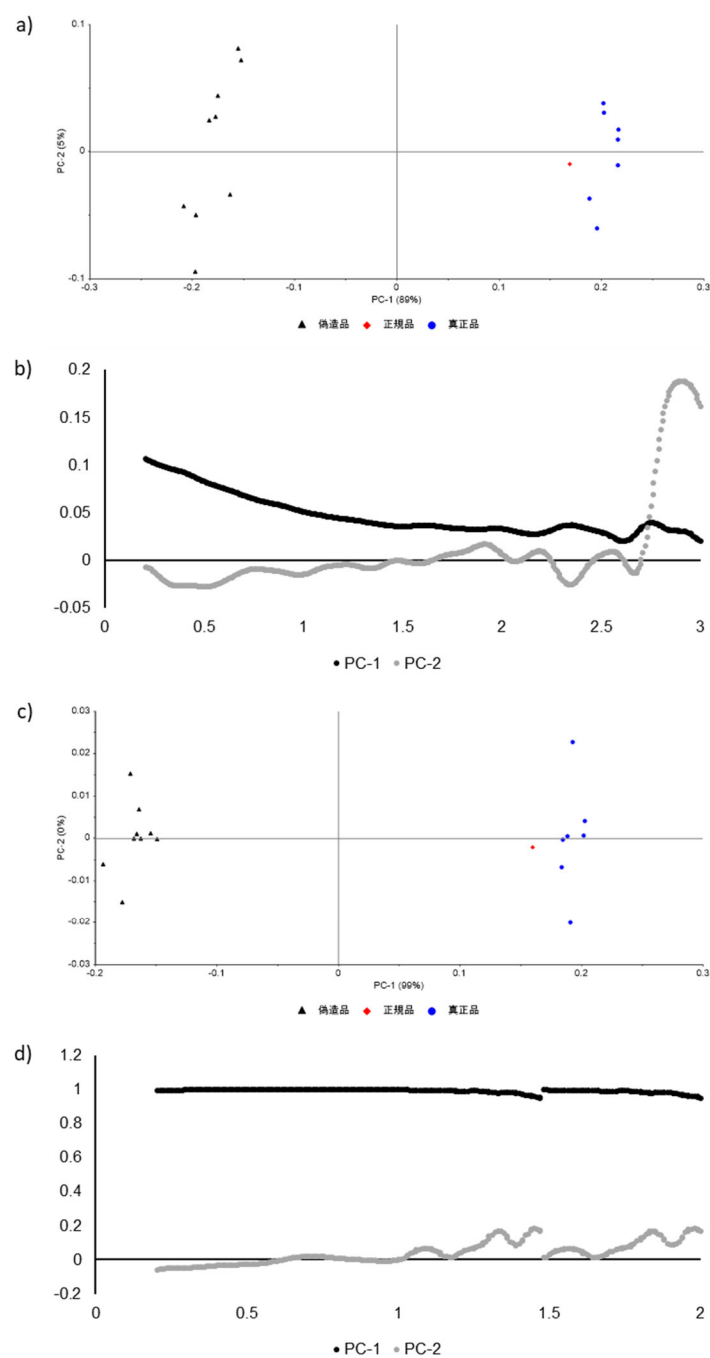 a)
0.1
0
-0.1
PC-2 (5%)
-0.3 -0.2 -0.1 0 0.1 0.2 0.3
PC-1 (89%)
▲ 偽造品 ◆ 正規品 ● 真正品
b)
0.2
0.15
0.1
0.05
0
-0.05
0 0.5 1 1.5 2 2.5 3
● PC-1 ● PC-2
c)
0.03
0.02
0.01
0
-0.01
-0.02
-0.03
PC-2 (0%)
-0.2 -0.1 0 0.1 0.2 0.3
PC-1 (99%)
▲ 偽造品 ◆ 正規品 ● 真正品
d)
1.2
1
0.8
0.6
0.4
0.2
0
-0.2
0 0.5 1 1.5 2
● PC-1 ● PC-2